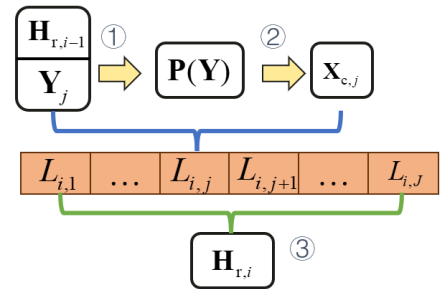 H_{r,i−1} ① ②
Y_j P(Y) X_{c,j}
L_{i,1} ... L_{i,j} L_{i,j+1} ... L_{i,J}
H_{r,i} ③